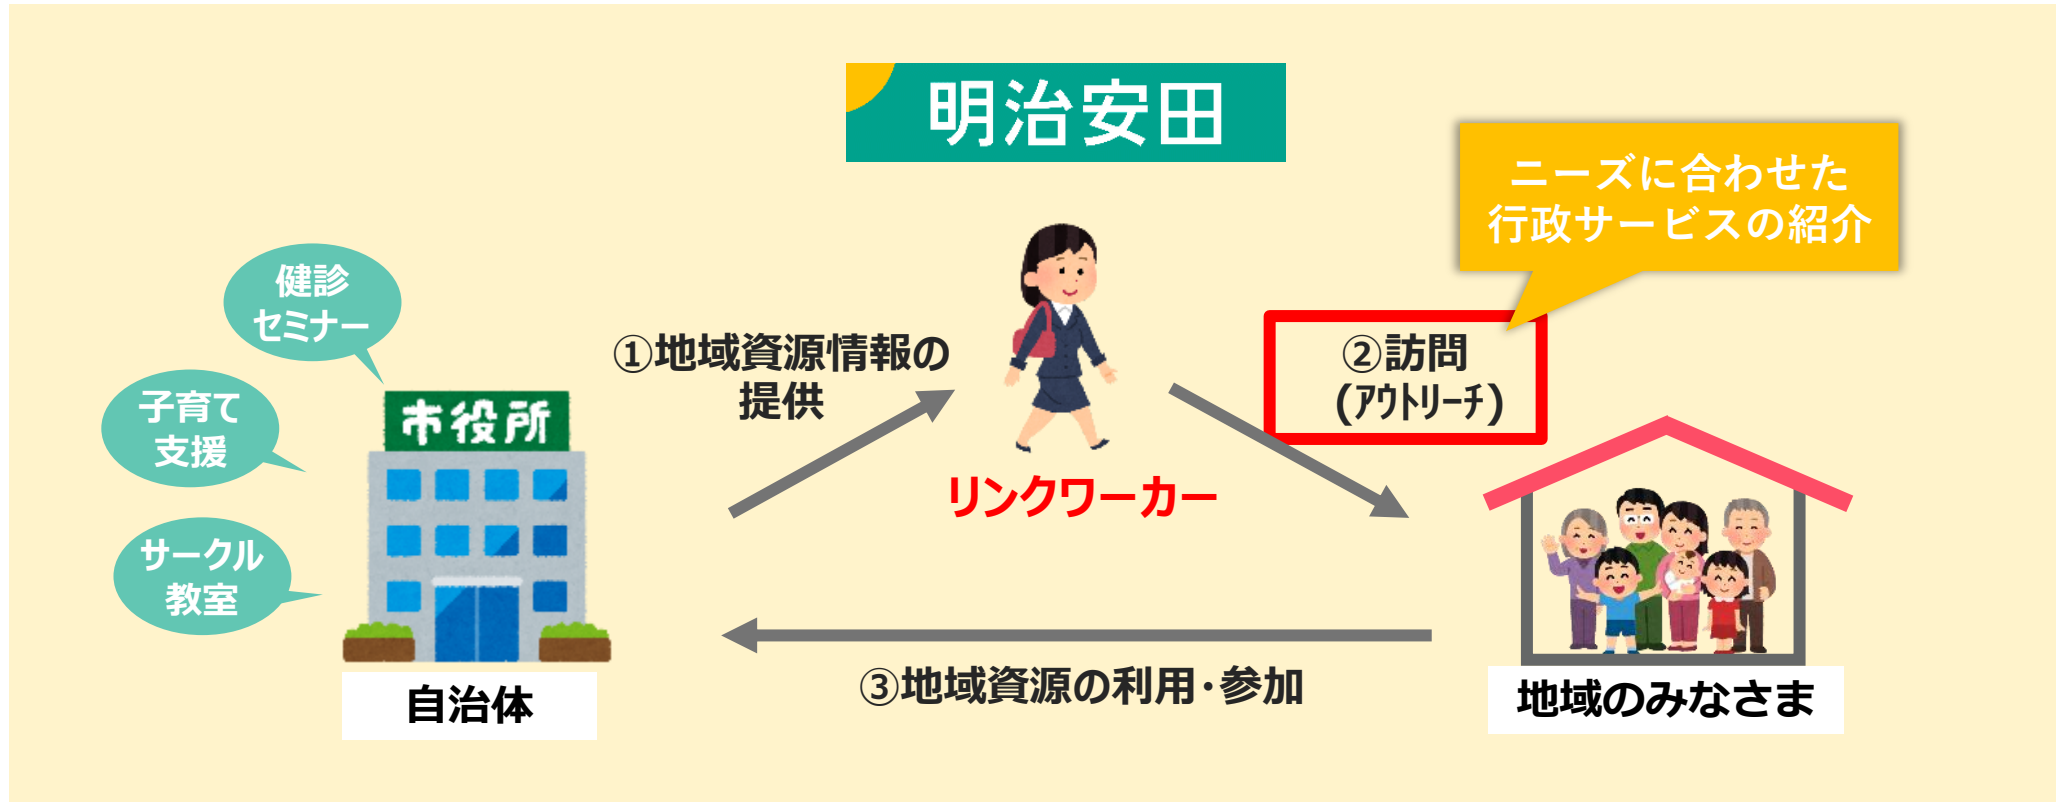 明治安田
ニーズに合わせた
行政サービスの紹介
健診
セミナー
子育て
支援
サークル
教室
市役所
①地域資源情報の
提供
リンクワーカー
②訪問
(ｱｳﾄﾘｰﾁ)
③地域資源の利用･参加
自治体
地域のみなさま